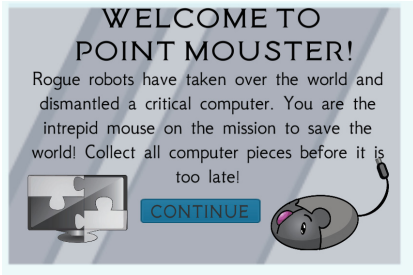 WELCOME TO
POINT MOUSTER!
Rogue robots have taken over the world and
dismantled a critical computer. You are the
intrepid mouse on the mission to save the
world! Collect all computer pieces before it is
too late!
CONTINUE